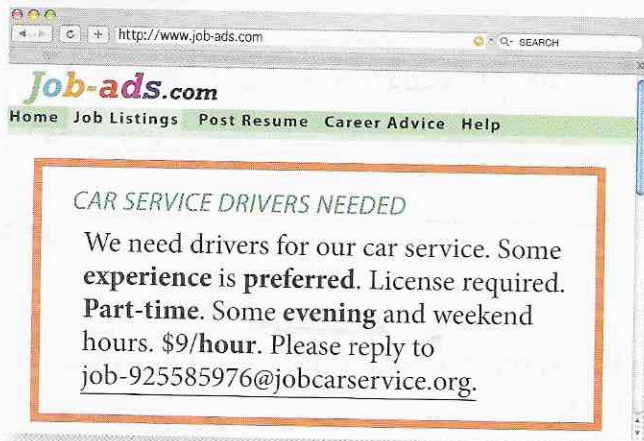 http://www.job-ads.com
Q- SEARCH
Job-ads.com
Home Job Listings Post Resume Career Advice Help
CAR SERVICE DRIVERS NEEDED
We need drivers for our car service. Some
experience is preferred. License required.
Part-time. Some evening and weekend
hours. $9/hour. Please reply to
job-925585976@jobcarservice.org.